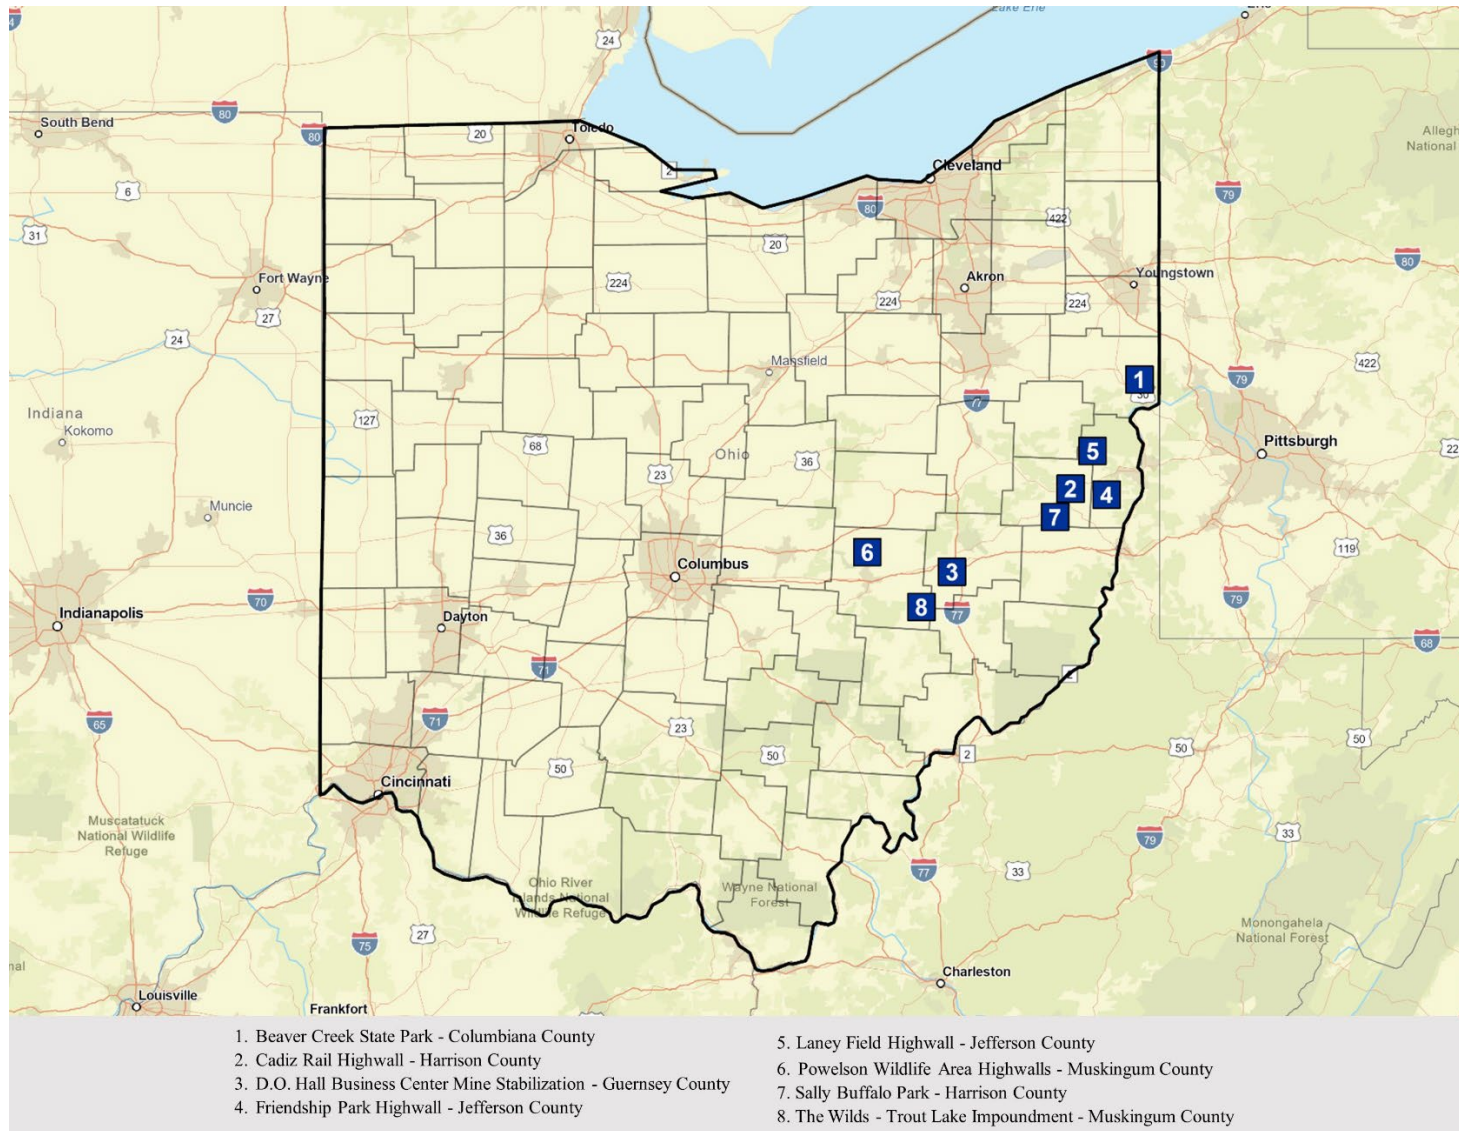 Lake Erie
24
80
90
South Bend
80
20
Toledo
Allegh
National
80
2
Cleveland
6
79
80
422
31
20
80
Fort Wayne
224
Akron
Youngstown
27
224
224
24
Mansfield
422
79
1
30
77
Indiana
Kokomo
127
68
Ohio
36
5
Pittsburgh
22
23
2
4
Muncie
7
36
6
Columbus
119
3
70
8
77
79
Indianapolis
Dayton
68
71
2
65
71
23
50
50
50
2
50
Cincinnati
Muscatatuck
National Wildlife
Refuge
33
79
77
33
Ohio River
Islands National
Wildlife Refuge
Wayne National
Forest
75
27
Monongahela
National Forest
nal
Charleston
Louisville
Frankfort
1. Beaver Creek State Park - Columbiana County
2. Cadiz Rail Highwall - Harrison County
3. D.O. Hall Business Center Mine Stabilization - Guernsey County
4. Friendship Park Highwall - Jefferson County
5. Laney Field Highwall - Jefferson County
6. Powelson Wildlife Area Highwalls - Muskingum County
7. Sally Buffalo Park - Harrison County
8. The Wilds - Trout Lake Impoundment - Muskingum County